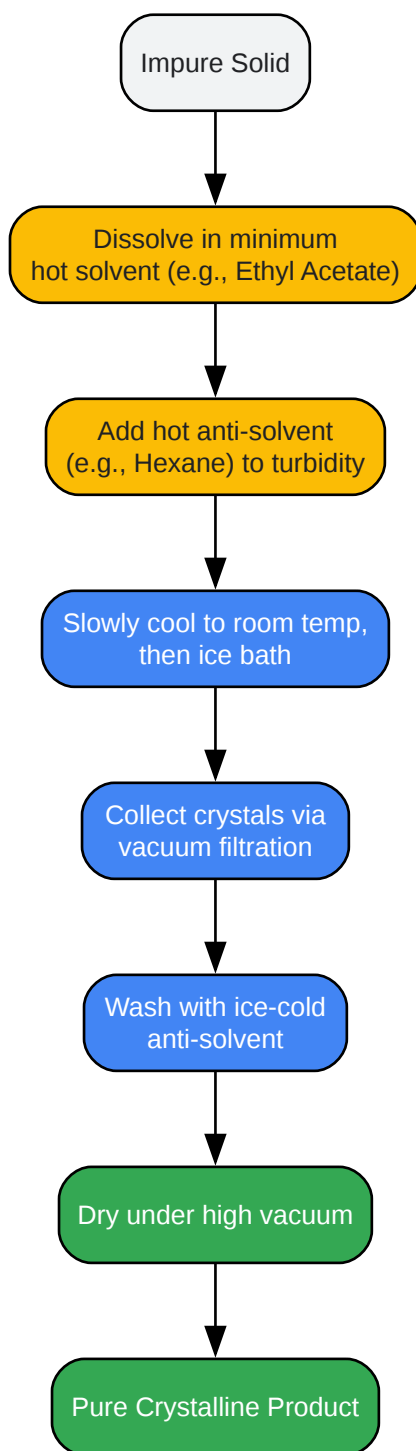 Impure Solid
Dissolve in minimum
hot solvent (e.g., Ethyl Acetate)
Add hot anti-solvent
(e.g., Hexane) to turbidity
Slowly cool to room temp,
then ice bath
Collect crystals via
vacuum filtration
Wash with ice-cold
anti-solvent
Dry under high vacuum
Pure Crystalline Product